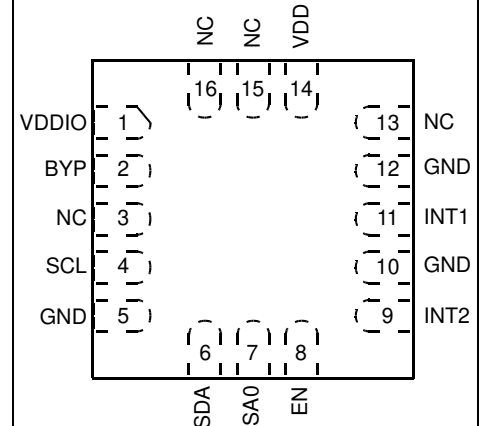 NC NC VDD
16 15 14
VDDIO 1 13 NC
BYP 2 12 GND
NC 3 11 INT1
SCL 4 10 GND
GND 5 9 INT2
6 7 8
SDA SA0 EN